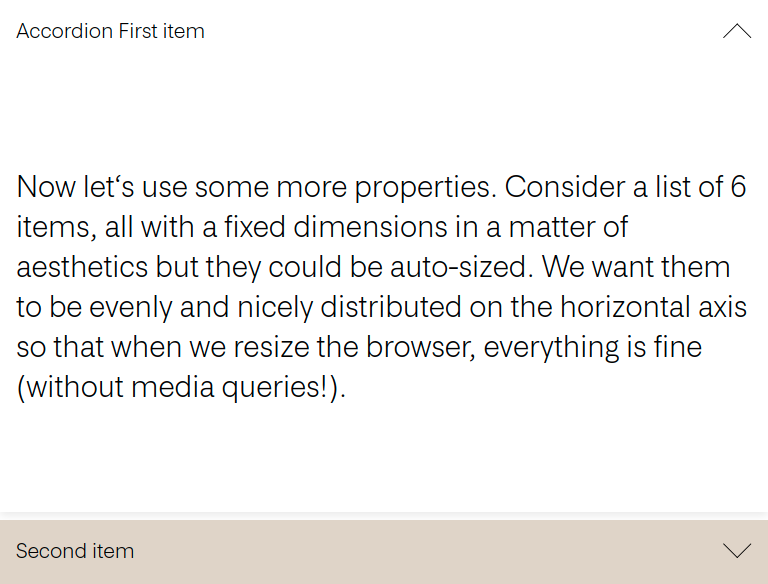 Accordion First item
Now let‘s use some more properties. Consider a list of 6
items, all with a fixed dimensions in a matter of
aesthetics but they could be auto-sized. We want them
to be evenly and nicely distributed on the horizontal axis
so that when we resize the browser, everything is fine
(without media queries!).
Second item